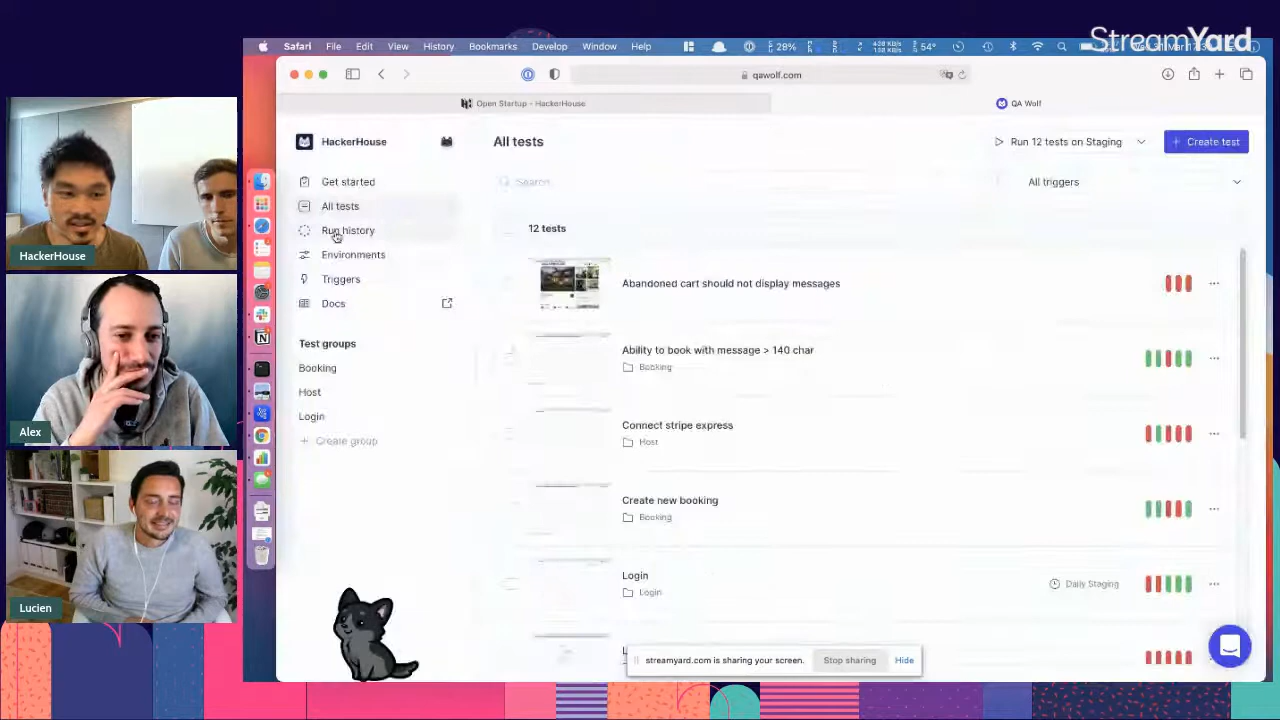 StreamYard
Safari File Edit View History Bookmarks Develop Window Help 28% 54°
qawolf.com
Open Startup – HackerHouse
QA Wolf
HackerHouse
All tests
Run 12 tests on Staging
Create test
Get started
Search
All triggers
All tests
Run history
12 tests
Environments
Triggers
Docs
Abandoned cart should not display messages
Test groups
Booking
Host
Login
Create group
Ability to book with message > 140 char
Booking
Connect stripe express
Host
Create new booking
Booking
Login
Login
Daily Staging
streamyard.com is sharing your screen.
Stop sharing
Hide
HackerHouse
Alex
Lucien